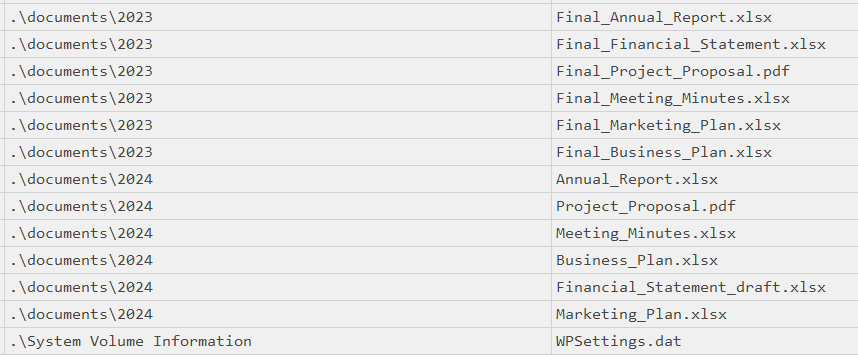 .\documents\2023 Final_Annual_Report.xlsx
.\documents\2023 Final_Financial_Statement.xlsx
.\documents\2023 Final_Project_Proposal.pdf
.\documents\2023 Final_Meeting_Minutes.xlsx
.\documents\2023 Final_Marketing_Plan.xlsx
.\documents\2023 Final_Business_Plan.xlsx
.\documents\2024 Annual_Report.xlsx
.\documents\2024 Project_Proposal.pdf
.\documents\2024 Meeting_Minutes.xlsx
.\documents\2024 Business_Plan.xlsx
.\documents\2024 Financial_Statement_draft.xlsx
.\documents\2024 Marketing_Plan.xlsx
.\System Volume Information WPSettings.dat